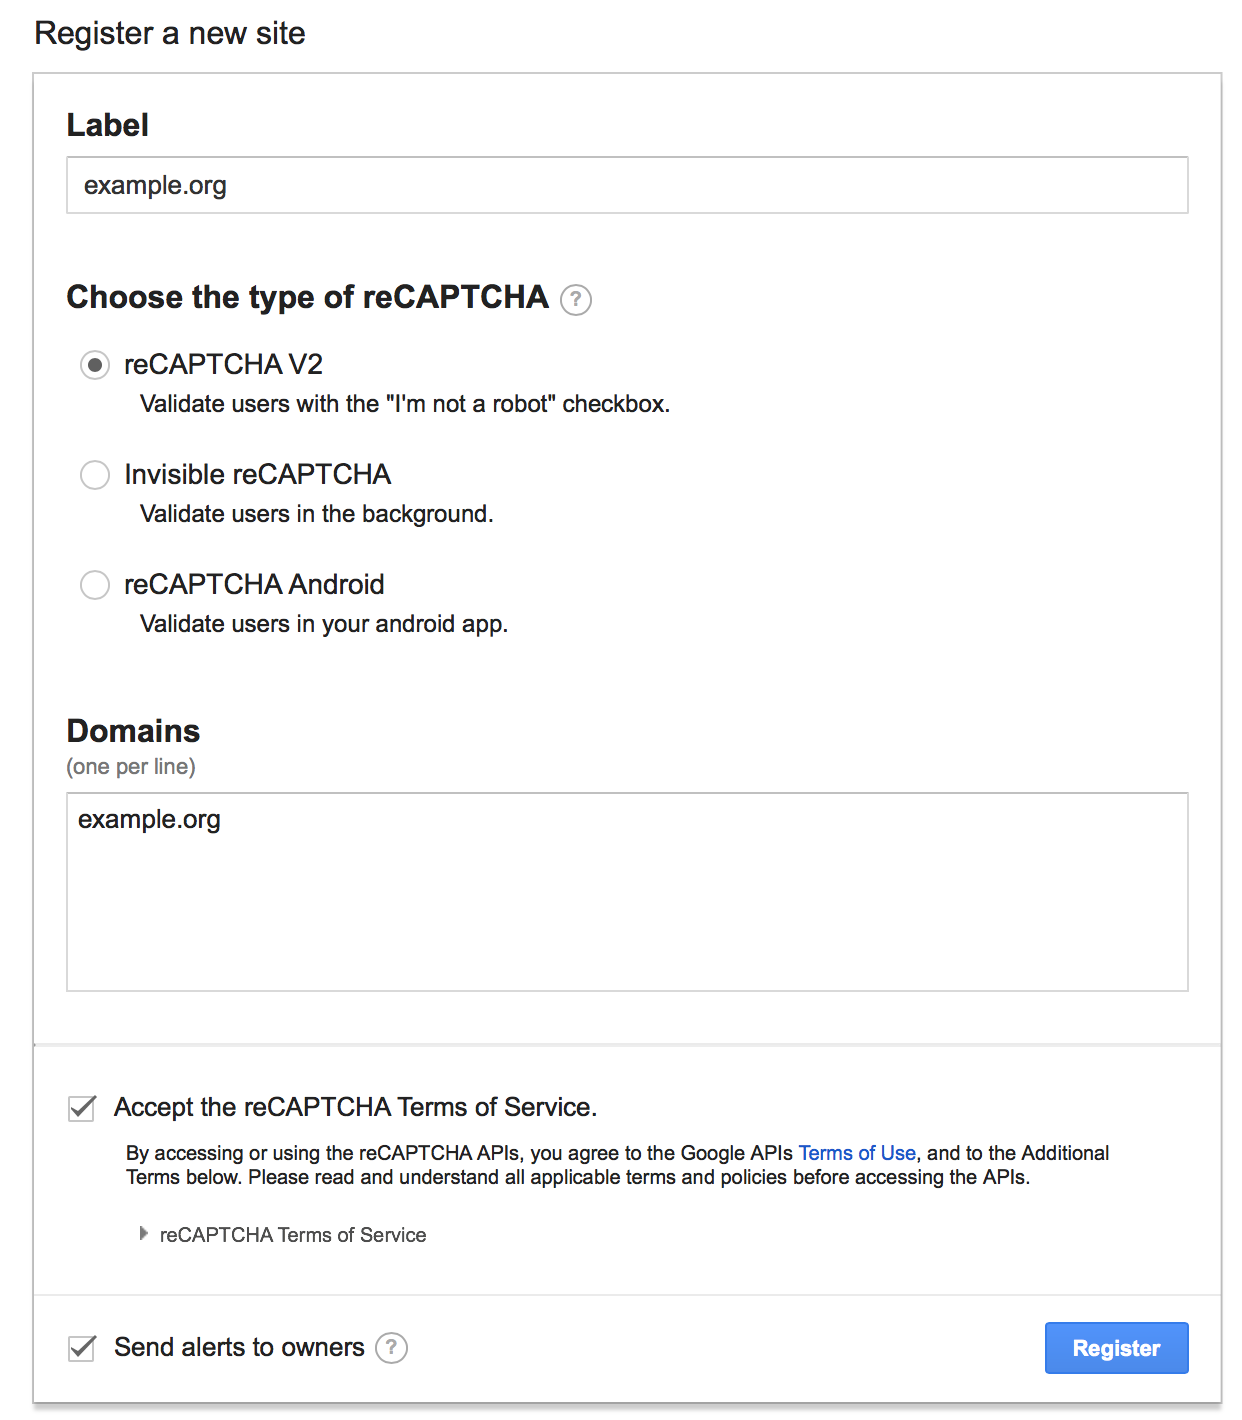 Register a new site
Label
example.org
Choose the type of reCAPTCHA ?
reCAPTCHA V2
Validate users with the "I'm not a robot" checkbox.
Invisible reCAPTCHA
Validate users in the background.
reCAPTCHA Android
Validate users in your android app.
Domains
(one per line)
example.org
Accept the reCAPTCHA Terms of Service.
By accessing or using the reCAPTCHA APIs, you agree to the Google APIs Terms of Use, and to the Additional
Terms below. Please read and understand all applicable terms and policies before accessing the APIs.
reCAPTCHA Terms of Service
Send alerts to owners ?
Register